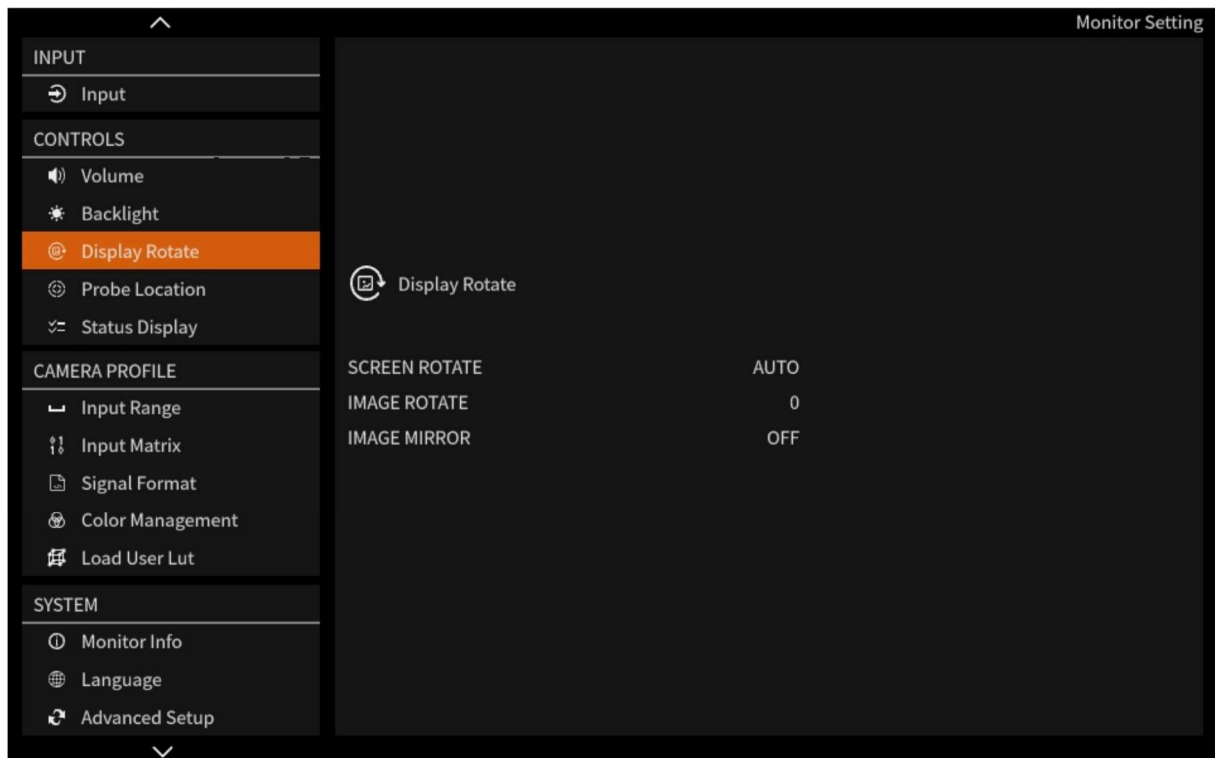 Monitor Setting
INPUT
Input
CONTROLS
Volume
Backlight
Display Rotate
Probe Location
Status Display
CAMERA PROFILE
Input Range
Input Matrix
Signal Format
Color Management
Load User Lut
SYSTEM
Monitor Info
Language
Advanced Setup
Display Rotate
SCREEN ROTATE AUTO
IMAGE ROTATE 0
IMAGE MIRROR OFF